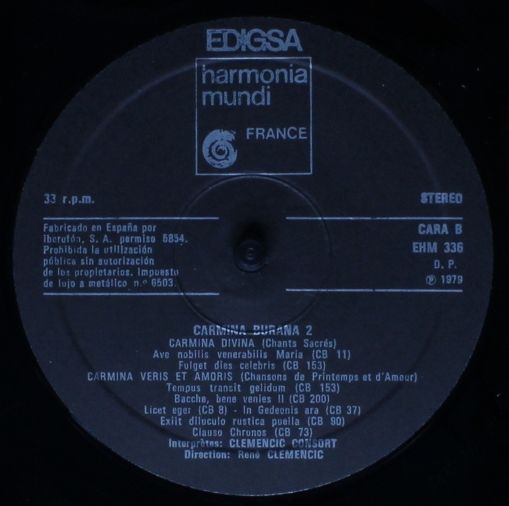 EDIGSA
harmonia
mundi
FRANCE
33 r.p.m.
STEREO
Fabricado en España por
Iberofón, S. A. permiso 5854.
Prohibida la utilización
pública sin autorización
de los propietarios. Impuesto
de lujo a metálico, n.º 6503.
CARA B
EHM 336
D. P.
℗ 1979
CARMINA BURANA 2
CARMINA DIVINA (Chants Sacrés)
Ave nobilis venerabilis Maria (CB 11)
Fulget dies celebris (CB 153)
CARMINA VERIS ET AMORIS (Chansons de Printemps et d'Amour)
Tempus transit gelidum (CB 153)
Bacche, bene venies II (CB 200)
Licet eger (CB 8) - In Gedeonis ara (CB 37)
Exiit diluculo rustica puella (CB 90)
Clauso Chronos (CB 73)
Interprètes: CLEMENCIC CONSORT
Direction: René CLEMENCIC